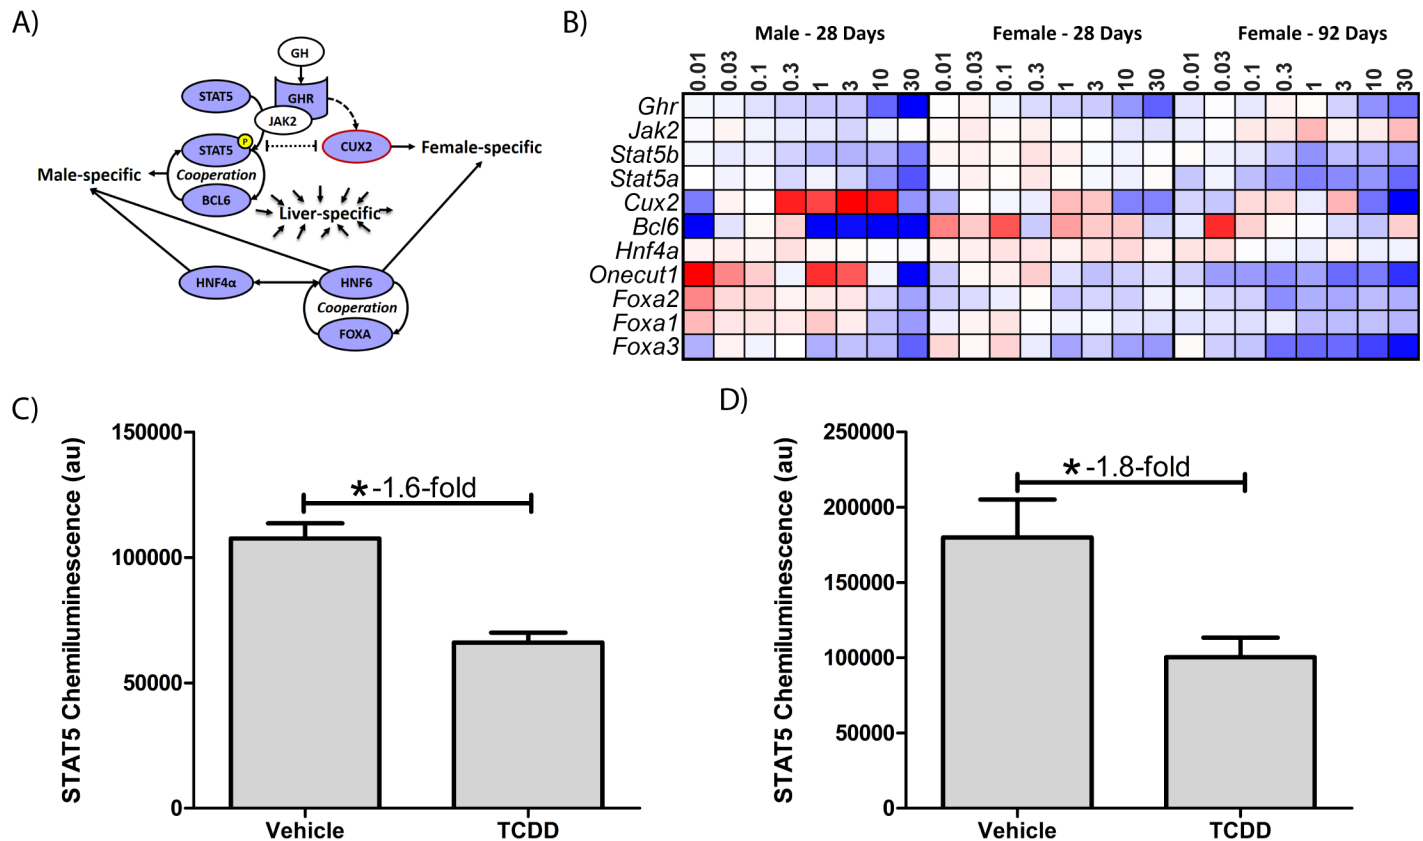 A)
GH
STAT5
GHR
JAK2
P
STAT5
CUX2
Female-specific
Male-specific
Cooperation
BCL6
Liver-specific
HNF4α
HNF6
Cooperation
FOXA
B)
Male - 28 Days
Female - 28 Days
Female - 92 Days
0.01 0.03 0.1 0.3 1 3 10 30 0.01 0.03 0.1 0.3 1 3 10 30 0.01 0.03 0.1 0.3 1 3 10 30
Ghr
Jak2
Stat5b
Stat5a
Cux2
Bcl6
Hnf4a
Onecut1
Foxa2
Foxa1
Foxa3
C)
STAT5 Chemiluminescence (au)
150000
100000
50000
0
* -1.6-fold
Vehicle
TCDD
D)
STAT5 Chemiluminescence (au)
250000
200000
150000
100000
50000
0
* -1.8-fold
Vehicle
TCDD